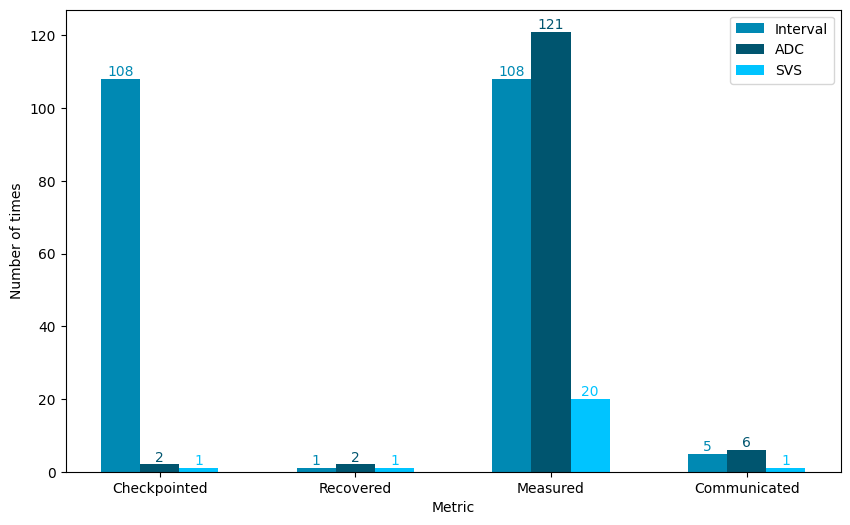 Interval
ADC
SVS
Number of times
120
100
80
60
40
20
0
108
2
1
1
2
1
108
121
20
5
6
1
Checkpointed
Recovered
Measured
Communicated
Metric